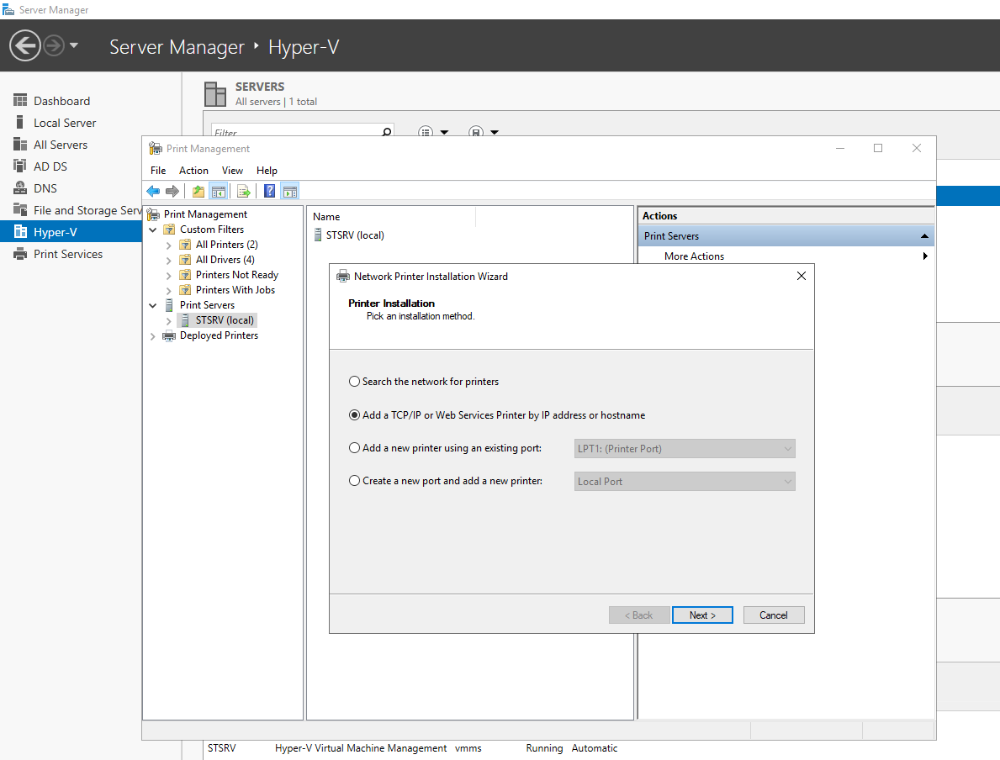 Server Manager
Server Manager ‣ Hyper-V
Dashboard
Local Server
All Servers
AD DS
DNS
File and Storage Serv
Hyper-V
Print Services
SERVERS
All servers | 1 total
Filter
Print Management
File Action View Help
Print Management
Custom Filters
All Printers (2)
All Drivers (4)
Printers Not Ready
Printers With Jobs
Print Servers
STSRV (local)
Deployed Printers
Name
STSRV (local)
Actions
Print Servers
More Actions
Network Printer Installation Wizard
Printer Installation
Pick an installation method.
Search the network for printers
Add a TCP/IP or Web Services Printer by IP address or hostname
Add a new printer using an existing port: LPT1: (Printer Port)
Create a new port and add a new printer: Local Port
< Back Next > Cancel
STSRV Hyper-V Virtual Machine Management vmms Running Automatic